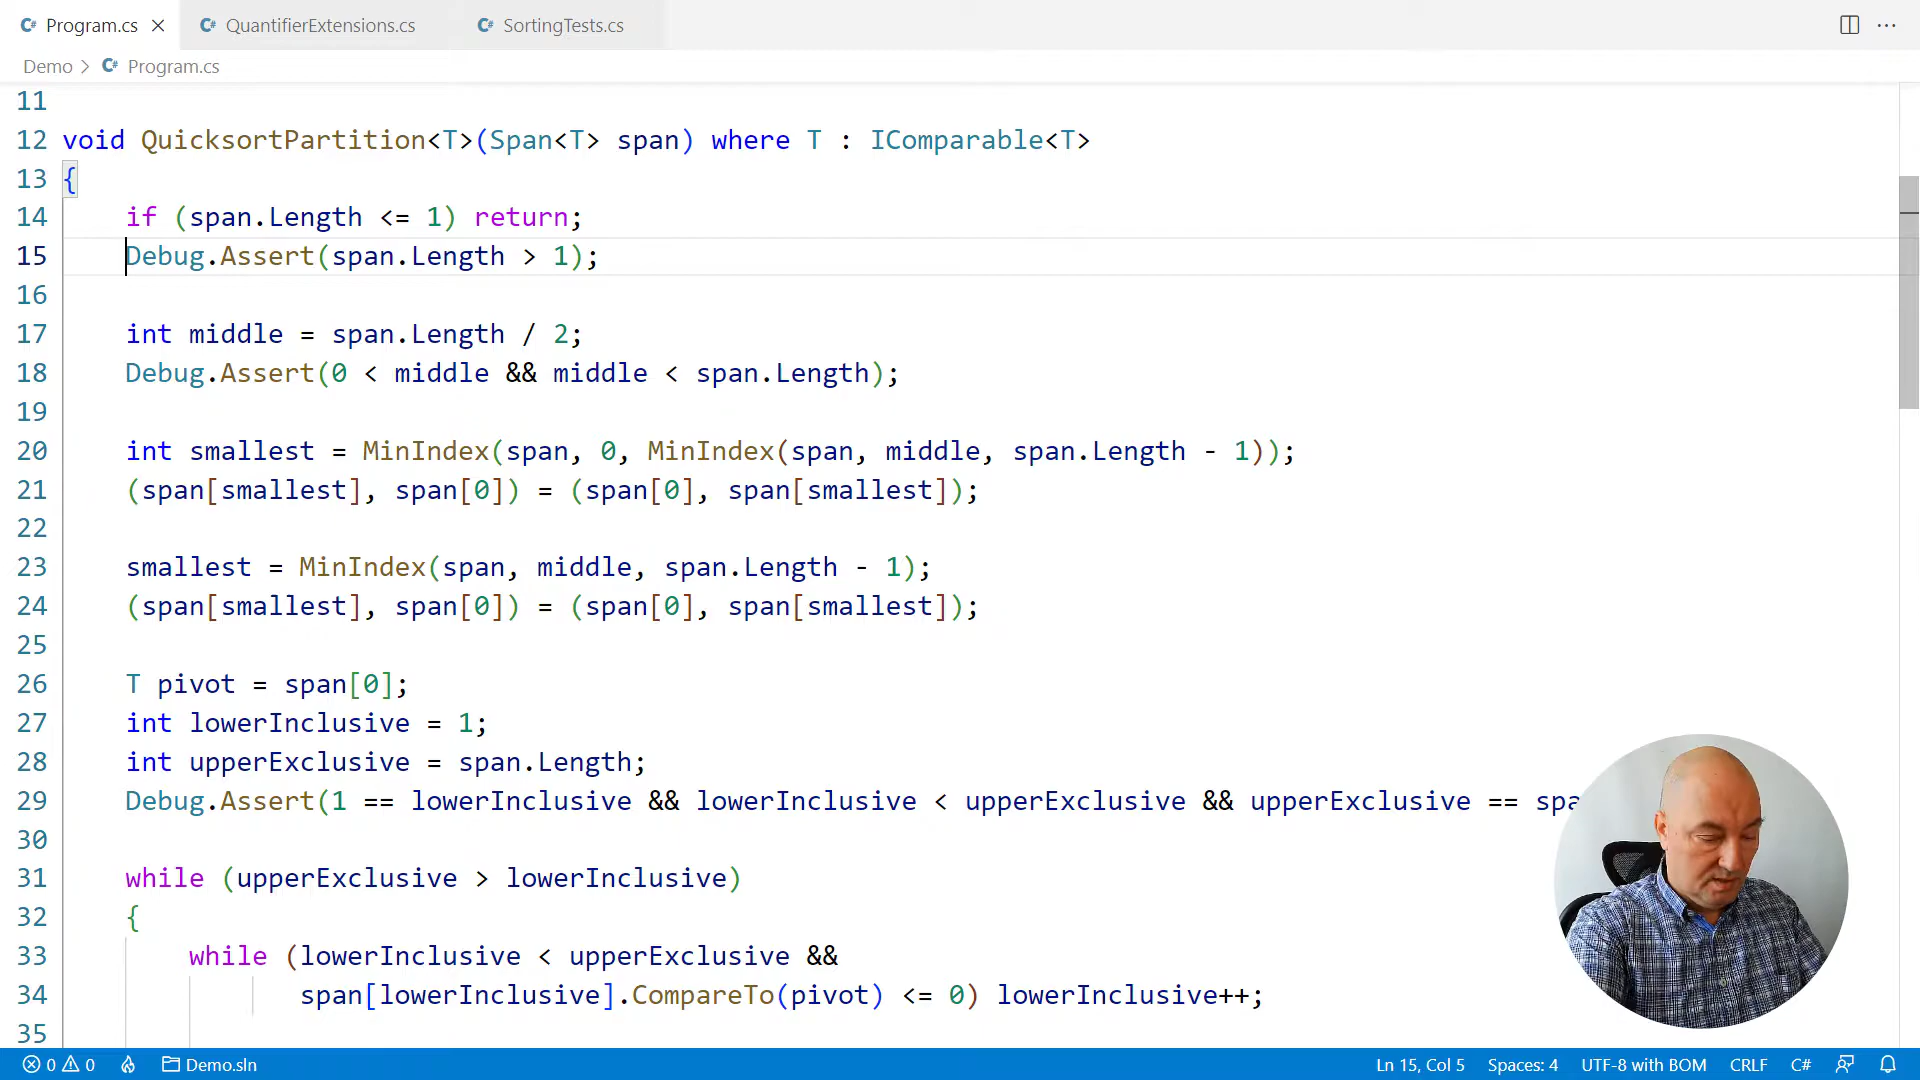 C# Program.cs
C# QuantifierExtensions.cs
C# SortingTests.cs
Demo > C# Program.cs
11
12 void QuicksortPartition<T>(Span<T> span) where T : IComparable<T>
13 {
14 if (span.Length <= 1) return;
15 Debug.Assert(span.Length > 1);
16
17 int middle = span.Length / 2;
18 Debug.Assert(0 < middle && middle < span.Length);
19
20 int smallest = MinIndex(span, 0, MinIndex(span, middle, span.Length - 1));
21 (span[smallest], span[0]) = (span[0], span[smallest]);
22
23 smallest = MinIndex(span, middle, span.Length - 1);
24 (span[smallest], span[0]) = (span[0], span[smallest]);
25
26 T pivot = span[0];
27 int lowerInclusive = 1;
28 int upperExclusive = span.Length;
29 Debug.Assert(1 == lowerInclusive && lowerInclusive < upperExclusive && upperExclusive == spa
30
31 while (upperExclusive > lowerInclusive)
32 {
33 while (lowerInclusive < upperExclusive &&
34 span[lowerInclusive].CompareTo(pivot) <= 0) lowerInclusive++;
35
0 0 Demo.sln Ln 15, Col 5 Spaces: 4 UTF-8 with BOM CRLF C#